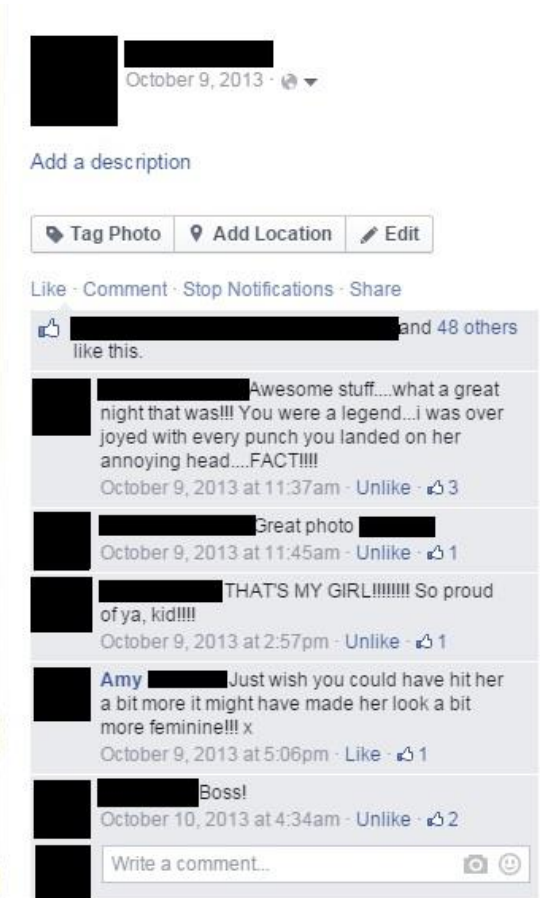 October 9, 2013 ·
Add a description
Tag Photo Add Location Edit
Like · Comment · Stop Notifications · Share
and 48 others
like this.
Awesome stuff....what a great
night that was!!! You were a legend...i was over
joyed with every punch you landed on her
annoying head....FACT!!!!
October 9, 2013 at 11:37am · Unlike · 3
Great photo
October 9, 2013 at 11:45am · Unlike · 1
THAT'S MY GIRL!!!!!!!! So proud
of ya, kid!!!!
October 9, 2013 at 2:57pm · Unlike · 1
Amy Just wish you could have hit her
a bit more it might have made her look a bit
more feminine!!! x
October 9, 2013 at 5:06pm · Like · 1
Boss!
October 10, 2013 at 4:34am · Unlike · 2
Write a comment...